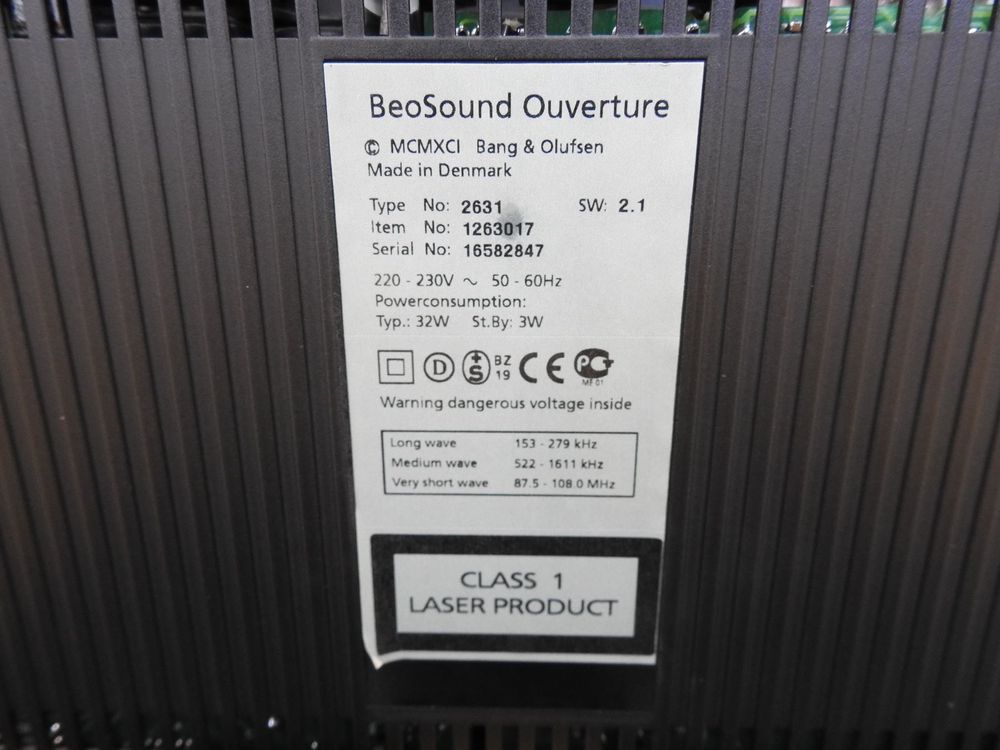 BeoSound Ouverture
© MCMXCI Bang & Olufsen
Made in Denmark
Type No: 2631 SW: 2.1
Item No: 1263017
Serial No: 16582847
220 - 230V ~ 50 - 60Hz
Powerconsumption:
Typ.: 32W St.By: 3W
D +S BZ 19 CE PCT MF 01
Warning dangerous voltage inside
Long wave 153 - 279 kHz
Medium wave 522 - 1611 kHz
Very short wave 87.5 - 108.0 MHz
CLASS 1
LASER PRODUCT